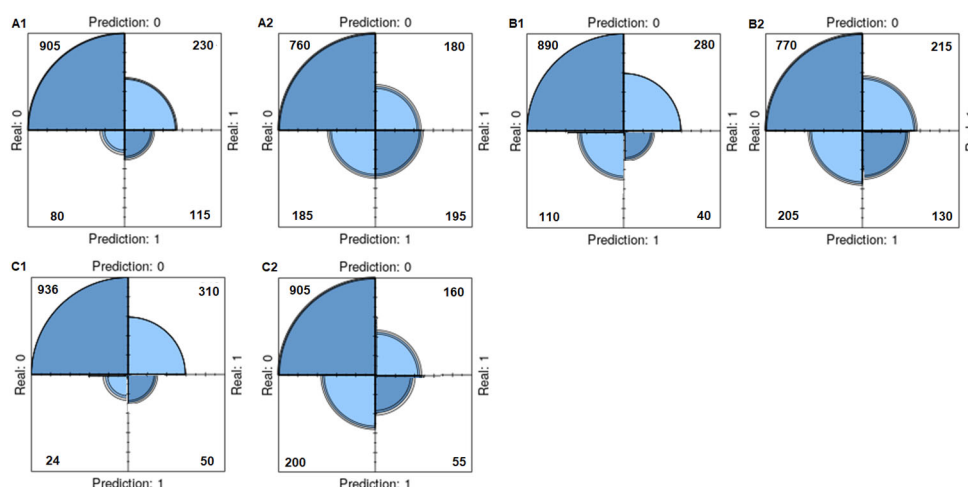 A1 Prediction: 0
905 230
Real: 0 Real: 1
80 115
Prediction: 1
A2 Prediction: 0
760 180
Real: 0 Real: 1
185 195
Prediction: 1
B1 Prediction: 0
890 280
Real: 0 Real: 1
110 40
Prediction: 1
B2 Prediction: 0
770 215
Real: 0
205 130
Prediction: 1
C1 Prediction: 0
936 310
Real: 0 Real: 1
24 50
Prediction: 1
C2 Prediction: 0
905 160
Real: 0 Real: 1
200 55
Prediction: 1